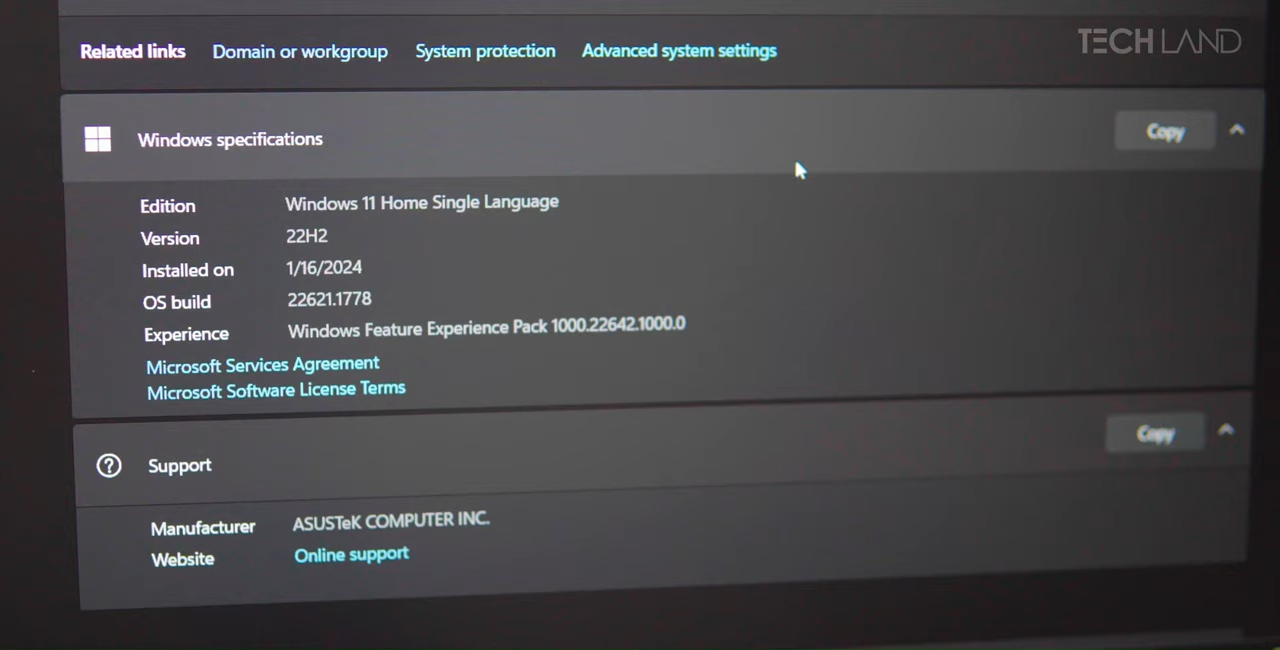 TECH LAND
Related links Domain or workgroup System protection Advanced system settings
Windows specifications Copy
Edition Windows 11 Home Single Language
Version 22H2
Installed on 1/16/2024
OS build 22621.1778
Experience Windows Feature Experience Pack 1000.22642.1000.0
Microsoft Services Agreement
Microsoft Software License Terms
Support Copy
Manufacturer ASUSTeK COMPUTER INC.
Website Online support